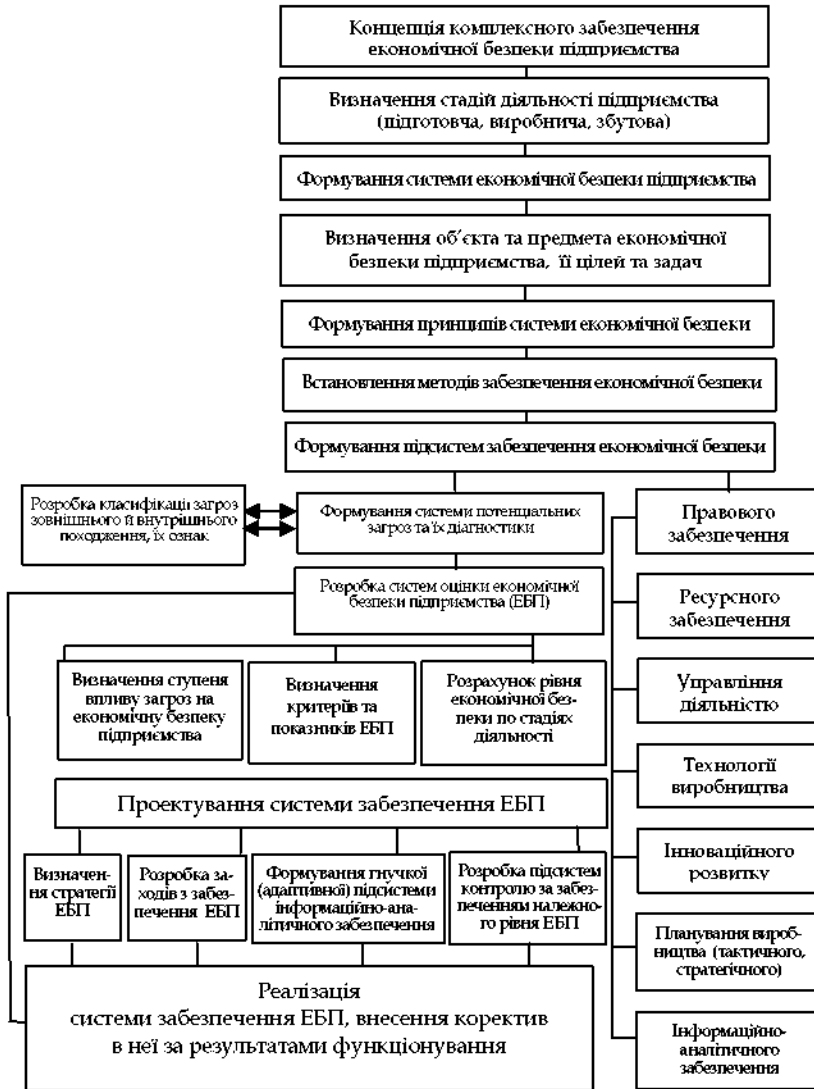 Концепція комплексного забезпечення
економічної безпеки підприємства
Визначення стадій діяльності підприємства
(підготовча, виробнича, збутова)
Формування системи економічної безпеки підприємства
Визначення об’єкта та предмета економічної
безпеки підприємства, її цілей та задач
Формування принципів системи економічної безпеки
Встановлення методів забезпечення економічної безпеки
Формування підсистем забезпечення економічної безпеки
Розробка класифікації загроз
зовнішнього й внутрішнього
походження, їх ознак
Формування системи потенціальних
загроз та їх діагностики
Розробка систем оцінки економічної
безпеки підприємства (ЕБП)
Визначення ступеня
впливу загроз на
економічну безпеку
підприємства
Визначення
критеріїв та
показників ЕБП
Розрахунок рівня
економічної без-
пеки по стадіях
діяльності
Проектування системи забезпечення ЕБП
Визначен-
ня стратегії
ЕБП
Розробка за-
ходів з забез-
печення ЕБП
Формування гнучкої
(адаптивної) підсистеми
інформаційно-ана-
літичного забезпечення
Розробка підсистем
контролю за забез-
печенням належно-
го рівня ЕБП
Реалізація
системи забезпечення ЕБП, внесення коректив
в неї за результатами функціонування
Правового
забезпечення
Ресурсного
забезпечення
Управління
діяльністю
Технології
виробництва
Інноваційного
розвитку
Планування вироб-
ництва (тактичного,
стратегічного)
Інформаційно-
аналітичного
забезпечення